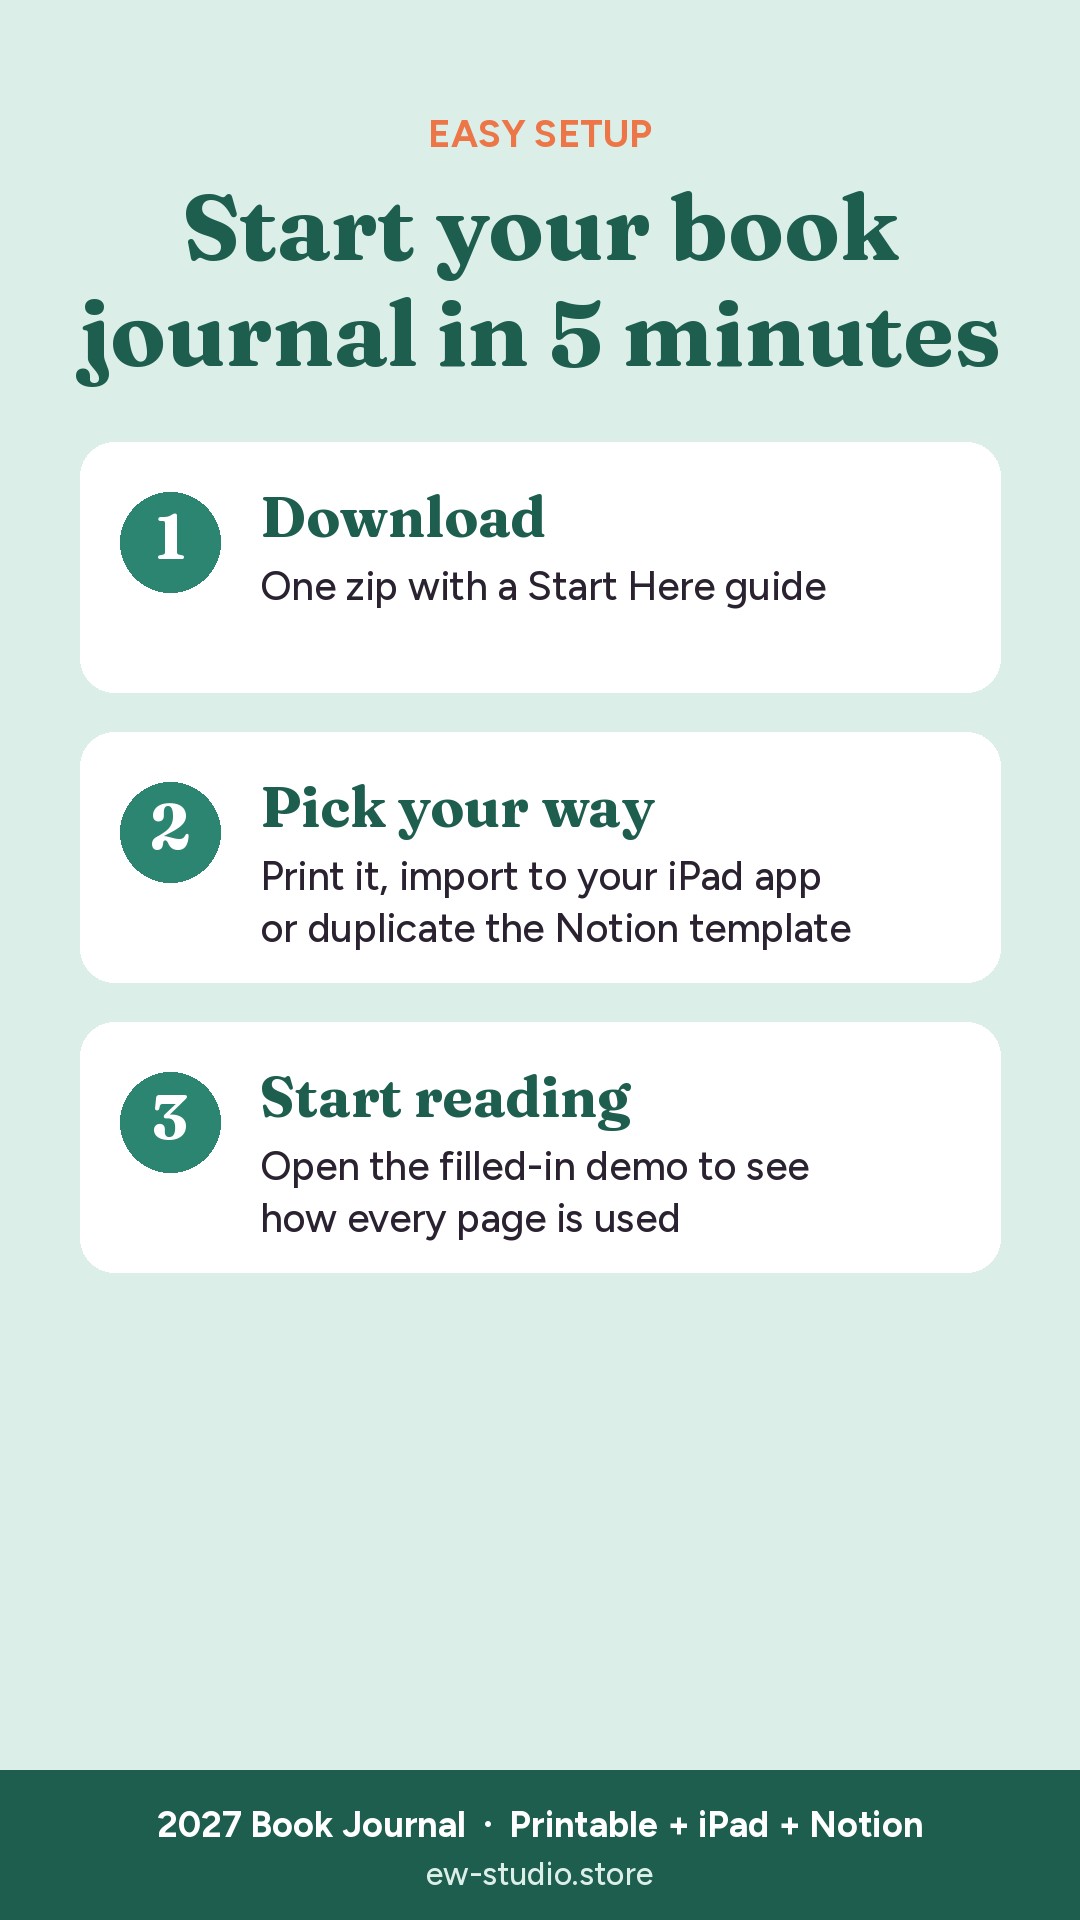 EASY SETUP
Start your book
journal in 5 minutes
1
Download
One zip with a Start Here guide
2
Pick your way
Print it, import to your iPad app
or duplicate the Notion template
3
Start reading
Open the filled-in demo to see
how every page is used
2027 Book Journal · Printable + iPad + Notion
ew-studio.store